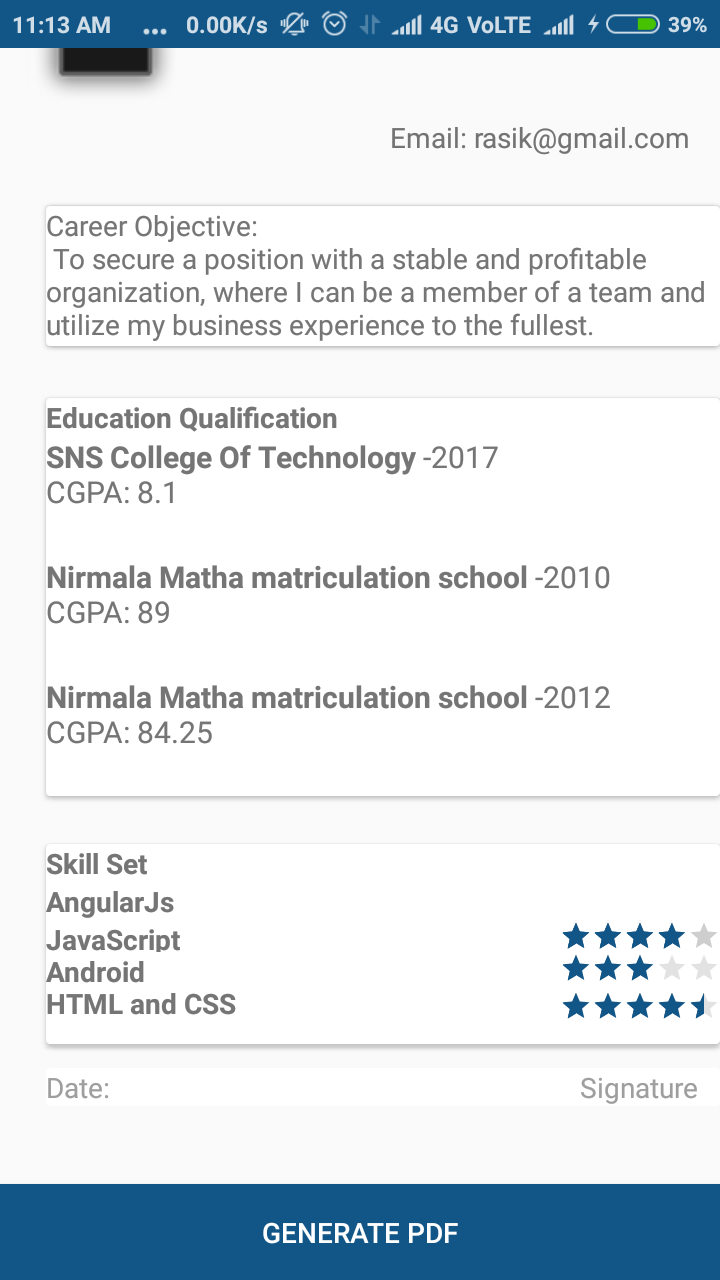 11:13 AM ... 0.00K/s 4G VoLTE 39%
Email: rasik@gmail.com
Career Objective:
To secure a position with a stable and profitable
organization, where I can be a member of a team and
utilize my business experience to the fullest.
Education Qualification
SNS College Of Technology -2017
CGPA: 8.1
Nirmala Matha matriculation school -2010
CGPA: 89
Nirmala Matha matriculation school -2012
CGPA: 84.25
Skill Set
AngularJs
JavaScript
Android
HTML and CSS
Date: Signature
GENERATE PDF